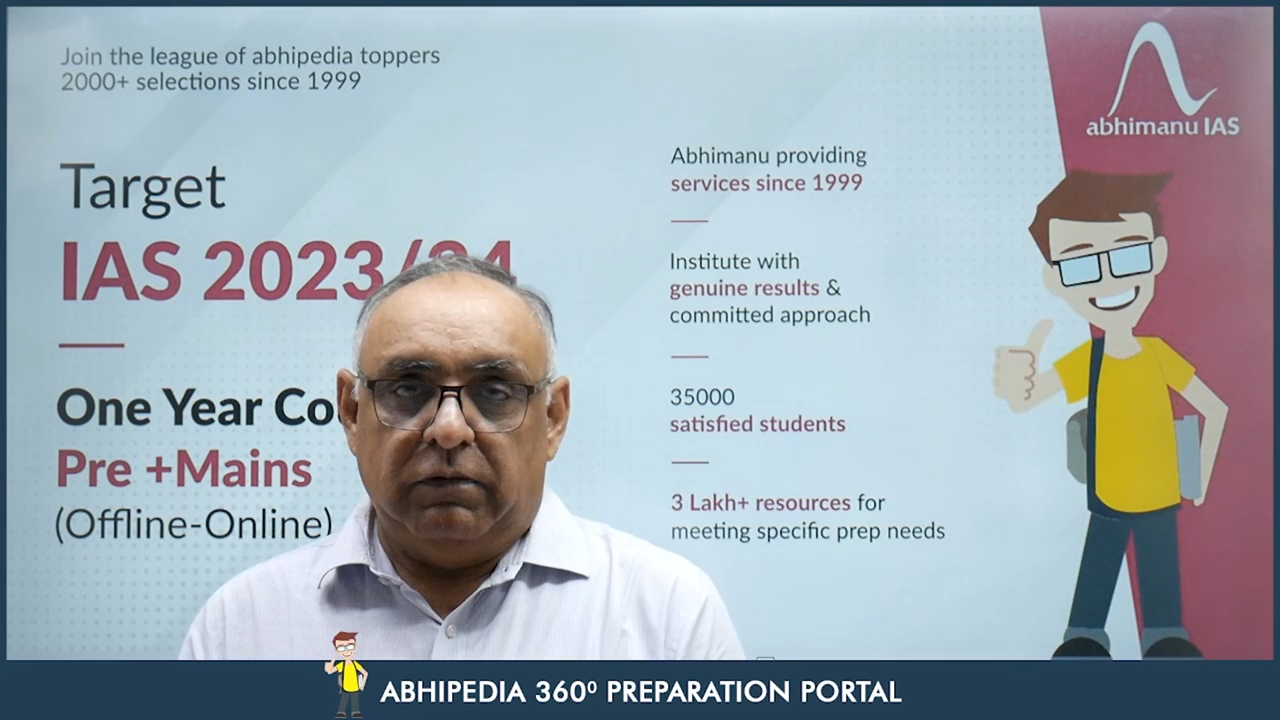 Join the league of abhipedia toppers
2000+ selections since 1999
Target
IAS 2023/24
One Year Co
Pre +Mains
(Offline-Online)
Abhimanu providing
services since 1999
Institute with
genuine results &
committed approach
35000
satisfied students
3 Lakh+ resources for
meeting specific prep needs
abhimanu IAS
ABHIPEDIA 360⁰ PREPARATION PORTAL